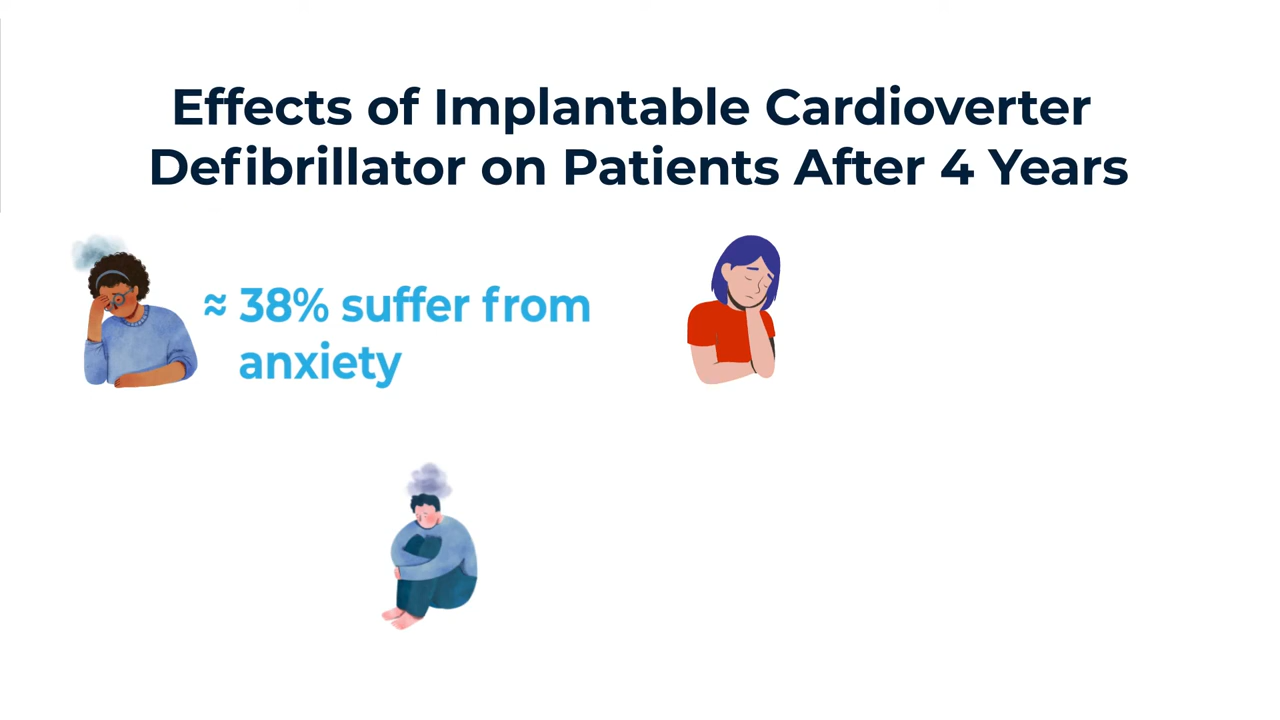 Effects of Implantable Cardioverter
Defibrillator on Patients After 4 Years
≈ 38% suffer from
anxiety